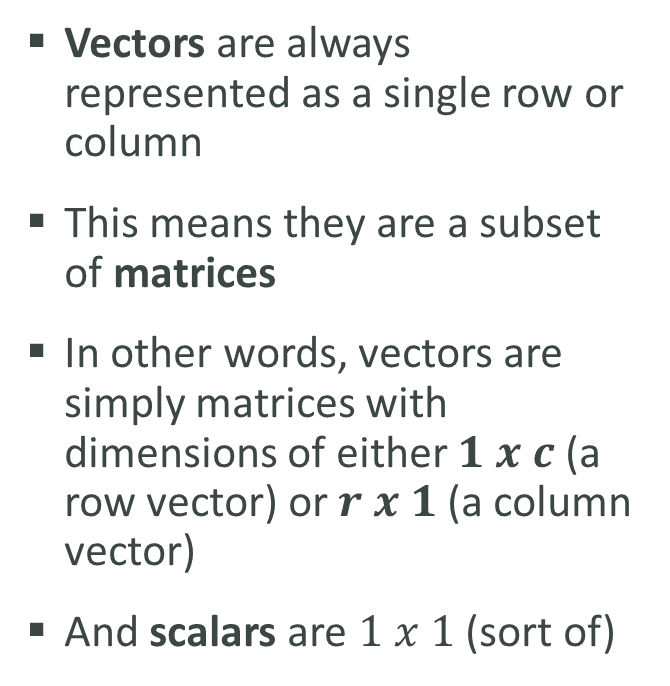 ▪ Vectors are always
represented as a single row or
column
▪ This means they are a subset
of matrices
▪ In other words, vectors are
simply matrices with
dimensions of either 1 x c (a
row vector) or r x 1 (a column
vector)
▪ And scalars are 1 x 1 (sort of)